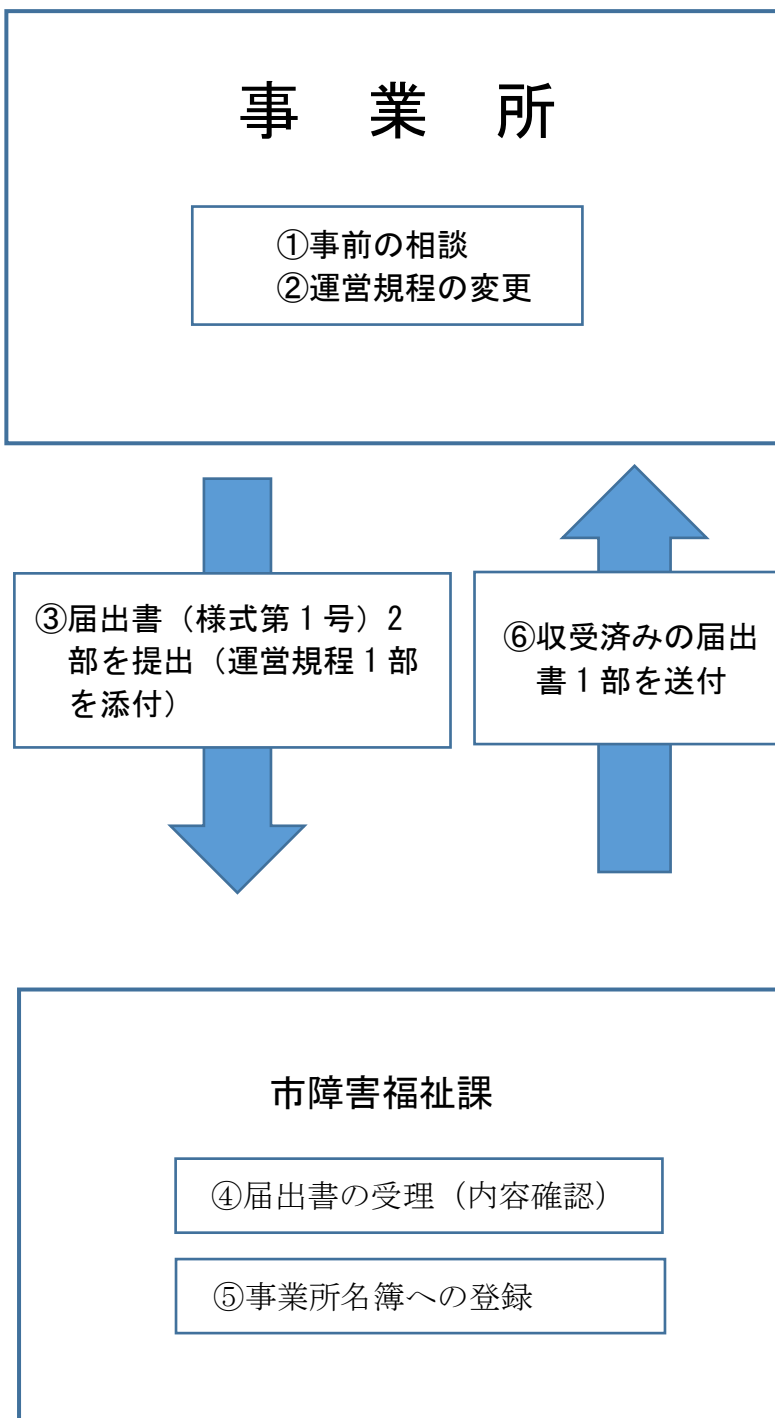 事　業　所
①事前の相談
②運営規程の変更
③届出書（様式第１号）２
部を提出（運営規程１部
を添付）
⑥収受済みの届出
書１部を送付
市障害福祉課
④届出書の受理（内容確認）
⑤事業所名簿への登録